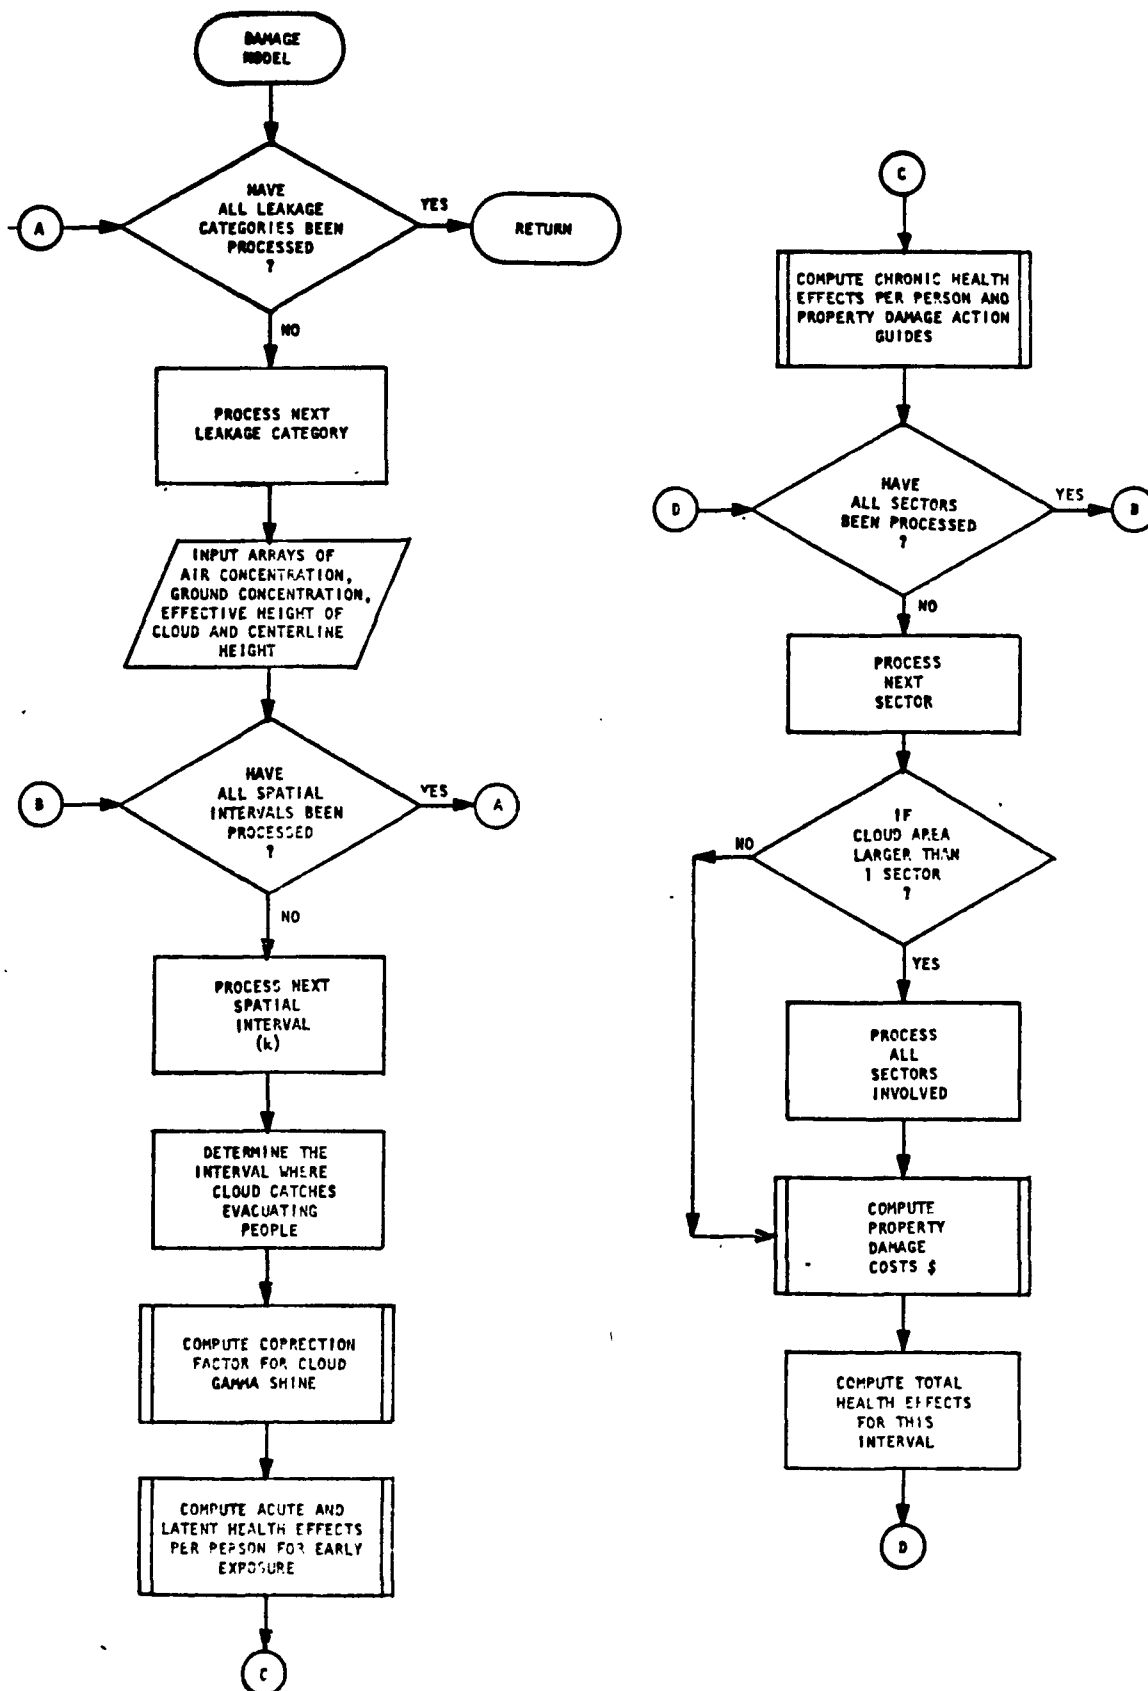 DAMAGE
MODEL
A
HAVE
ALL LEAKAGE
CATEGORIES BEEN
PROCESSED
?
YES
RETURN
NO
PROCESS NEXT
LEAKAGE CATEGORY
INPUT ARRAYS OF
AIR CONCENTRATION,
GROUND CONCENTRATION,
EFFECTIVE HEIGHT OF
CLOUD AND CENTERLINE
HEIGHT
B
HAVE
ALL SPATIAL
INTERVALS BEEN
PROCESSED
?
YES
A
NO
PROCESS NEXT
SPATIAL
INTERVAL
(k)
DETERMINE THE
INTERVAL WHERE
CLOUD CATCHES
EVACUATING
PEOPLE
COMPUTE CORRECTION
FACTOR FOR CLOUD
GAMMA SHINE
COMPUTE ACUTE AND
LATENT HEALTH EFFECTS
PER PERSON FOR EARLY
EXPOSURE
C
C
COMPUTE CHRONIC HEALTH
EFFECTS PER PERSON AND
PROPERTY DAMAGE ACTION
GUIDES
D
HAVE
ALL SECTORS
BEEN PROCESSED
?
YES
B
NO
PROCESS
NEXT
SECTOR
IF
CLOUD AREA
LARGER THAN
1 SECTOR
?
NO
YES
PROCESS
ALL
SECTORS
INVOLVED
COMPUTE
PROPERTY
DAMAGE
COSTS $
COMPUTE TOTAL
HEALTH EFFECTS
FOR THIS
INTERVAL
D